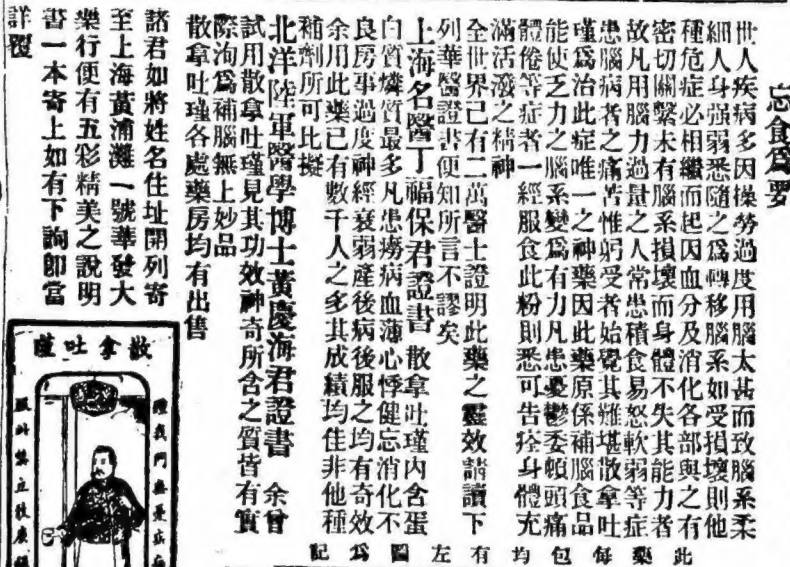 忘食爲要
世人疾病多因操勞過度用腦太甚而致腦系柔
細人身强弱悉隨之爲轉移腦系如受損壞則他
種危症必相繼而起因血分及消化各部與之有
密切關繫未有腦系損壞而身體不失其能力者
故凡用腦力過量之人常患積食易怒軟弱等症
患腦病者之痛苦惟躬受者始覺其難堪散拿吐
瑾爲治此症唯一之神藥因此藥原係補腦食品
能使乏力之腦系變爲有力凡患憂鬱委頓頭痛
體倦等症者一經服食此粉則悉可告痊身體充
滿活潑之精神
全世界已有二萬醫士證明此藥之靈效請讀下
列華醫證書便知所言不謬矣
上海名醫丁福保君證書 散拿吐瑾內含蛋
白質燐質最多凡患癆病血薄心悸健忘消化不
良房事過度神經衰弱產後病後服之均有奇效
余用此藥已有數千人之多其成績均佳非他種
補劑所可比擬
北洋陸軍醫學博士黃慶海君證書 余曾
試用散拿吐瑾見其功效神奇所含之質皆有實
際洵爲補腦無上妙品
散拿吐瑾各處藥房均有出售
諸君如將姓名住址開列寄
至上海黃浦灘一號華發大
藥行便有五彩精美之說明
書一本寄上如有下詢卽當
詳覆
此藥每包均有左圖爲記
散拿吐瑾